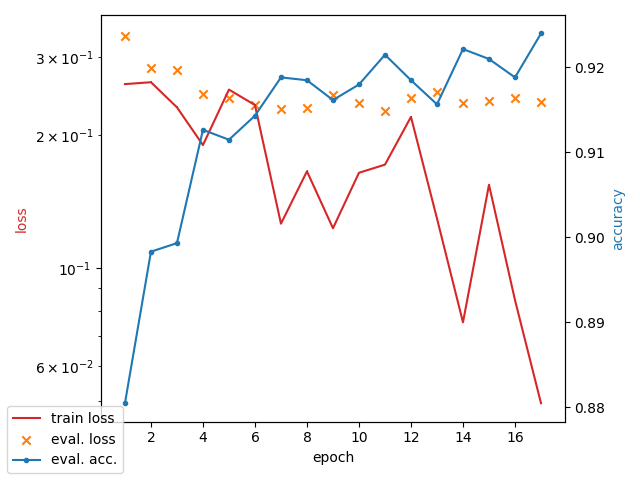 3 × 10⁻¹
2 × 10⁻¹
10⁻¹
6 × 10⁻²
loss
0.92
0.91
0.90
0.89
0.88
accuracy
2 4 6 8 10 12 14 16
epoch
train loss
eval. loss
eval. acc.